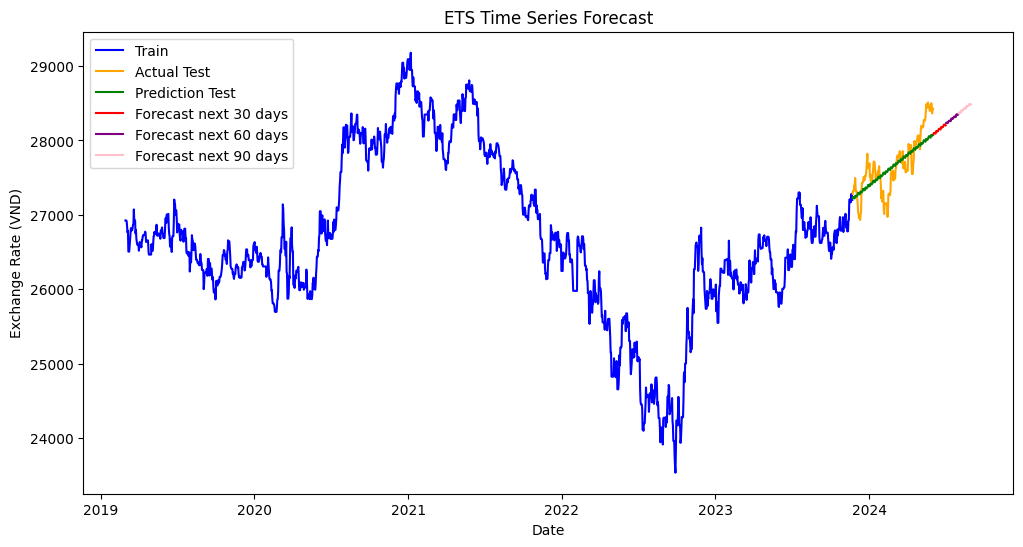 ETS Time Series Forecast
Train
Actual Test
Prediction Test
Forecast next 30 days
Forecast next 60 days
Forecast next 90 days
Exchange Rate (VND)
29000
28000
27000
26000
25000
24000
2019
2020
2021
2022
2023
2024
Date